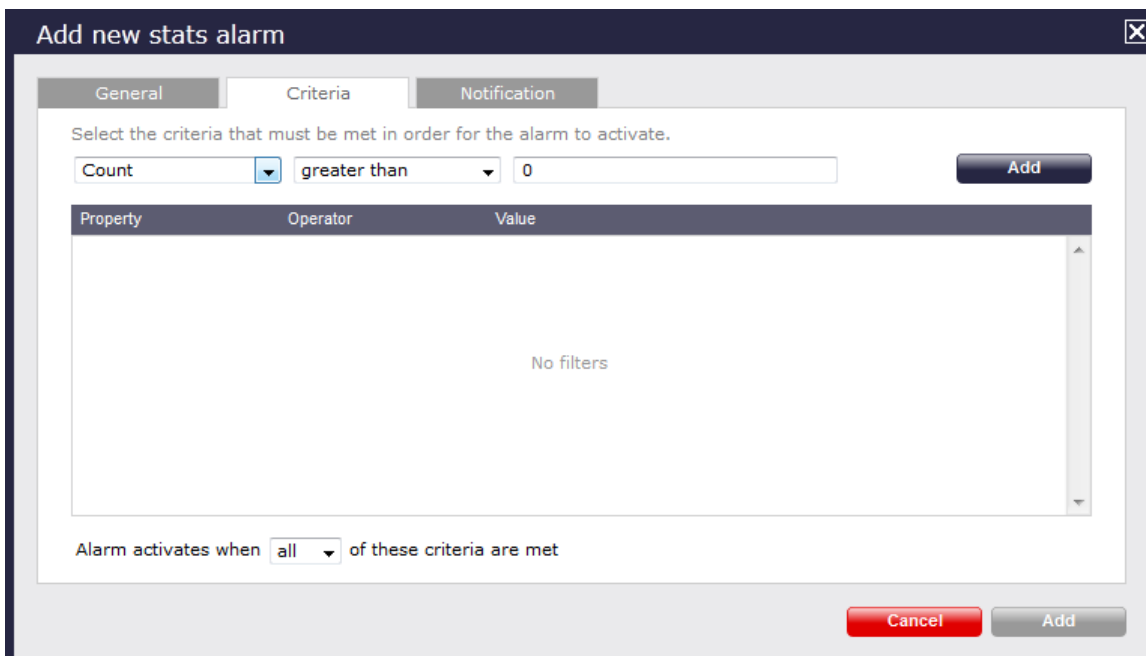 Add new stats alarm
General Criteria Notification
Select the criteria that must be met in order for the alarm to activate.
Count greater than 0 Add
Property Operator Value
No filters
Alarm activates when all of these criteria are met
Cancel Add